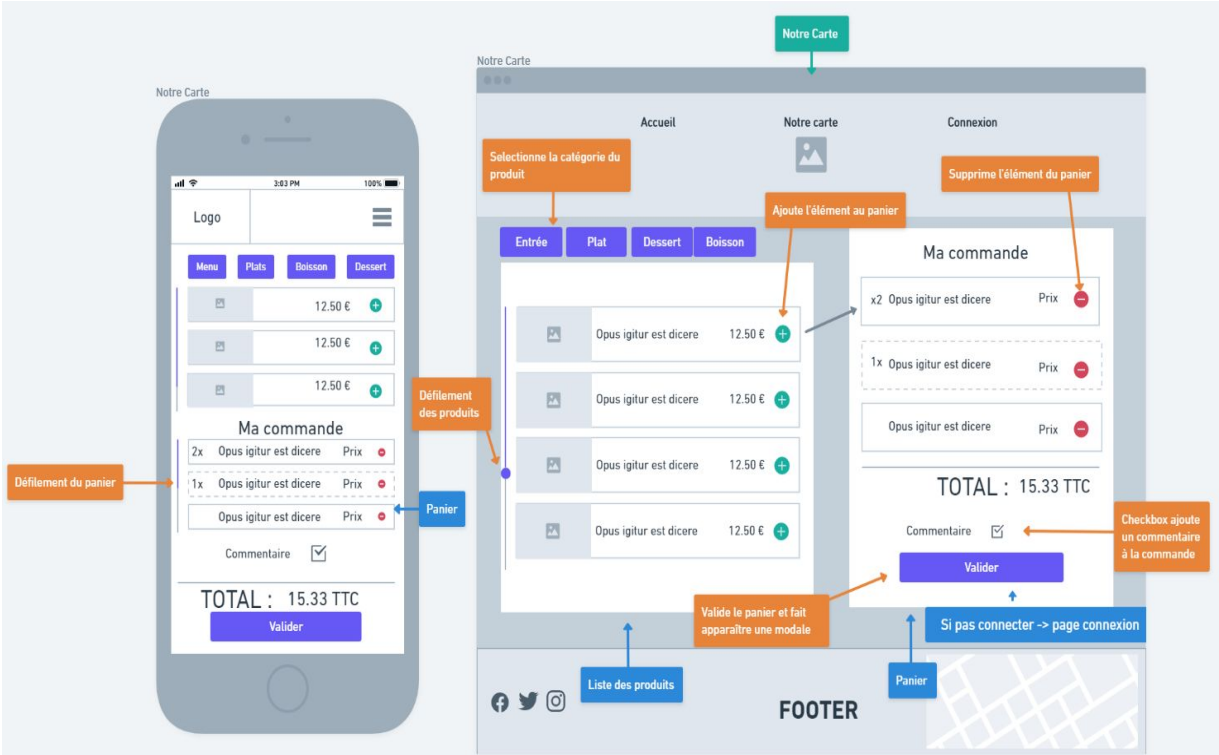 Notre Carte
Notre Carte
Notre Carte
3:03 PM
100%
Logo
Menu
Plats
Boisson
Dessert
12.50 €
12.50 €
12.50 €
Ma commande
2x Opus igitur est dicere Prix
1x Opus igitur est dicere Prix
Opus igitur est dicere Prix
Commentaire
TOTAL : 15.33 TTC
Valider
Défilement du panier
Panier
Accueil
Notre carte
Connexion
Selectionne la catégorie du
produit
Ajoute l'élément au panier
Supprime l'élément du panier
Entrée
Plat
Dessert
Boisson
Opus igitur est dicere 12.50 €
Opus igitur est dicere 12.50 €
Opus igitur est dicere 12.50 €
Opus igitur est dicere 12.50 €
Défilement
des produits
Ma commande
x2 Opus igitur est dicere Prix
1x Opus igitur est dicere Prix
Opus igitur est dicere Prix
TOTAL : 15.33 TTC
Commentaire
Checkbox ajoute
un commentaire
à la commande
Valider
Valide le panier et fait
apparaître une modale
Si pas connecter -> page connexion
Liste des produits
Panier
FOOTER